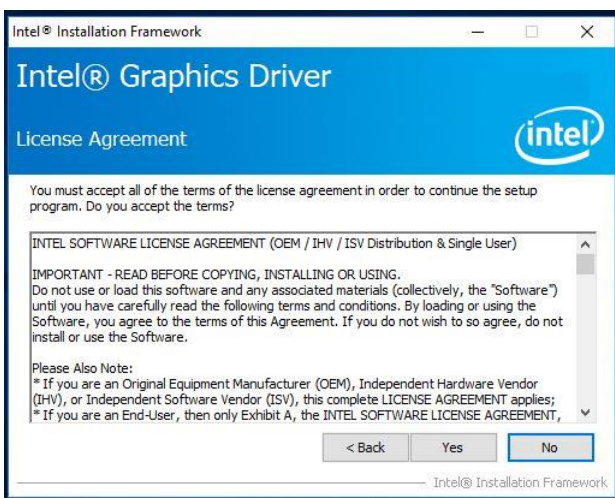 Intel® Installation Framework
Intel® Graphics Driver
License Agreement
intel
You must accept all of the terms of the license agreement in order to continue the setup
program. Do you accept the terms?
INTEL SOFTWARE LICENSE AGREEMENT (OEM / IHV / ISV Distribution & Single User)
IMPORTANT - READ BEFORE COPYING, INSTALLING OR USING.
Do not use or load this software and any associated materials (collectively, the "Software")
until you have carefully read the following terms and conditions. By loading or using the
Software, you agree to the terms of this Agreement. If you do not wish to so agree, do not
install or use the Software.
Please Also Note:
* If you are an Original Equipment Manufacturer (OEM), Independent Hardware Vendor
(IHV), or Independent Software Vendor (ISV), this complete LICENSE AGREEMENT applies;
* If you are an End-User, then only Exhibit A, the INTEL SOFTWARE LICENSE AGREEMENT,
< Back Yes No
Intel® Installation Framework